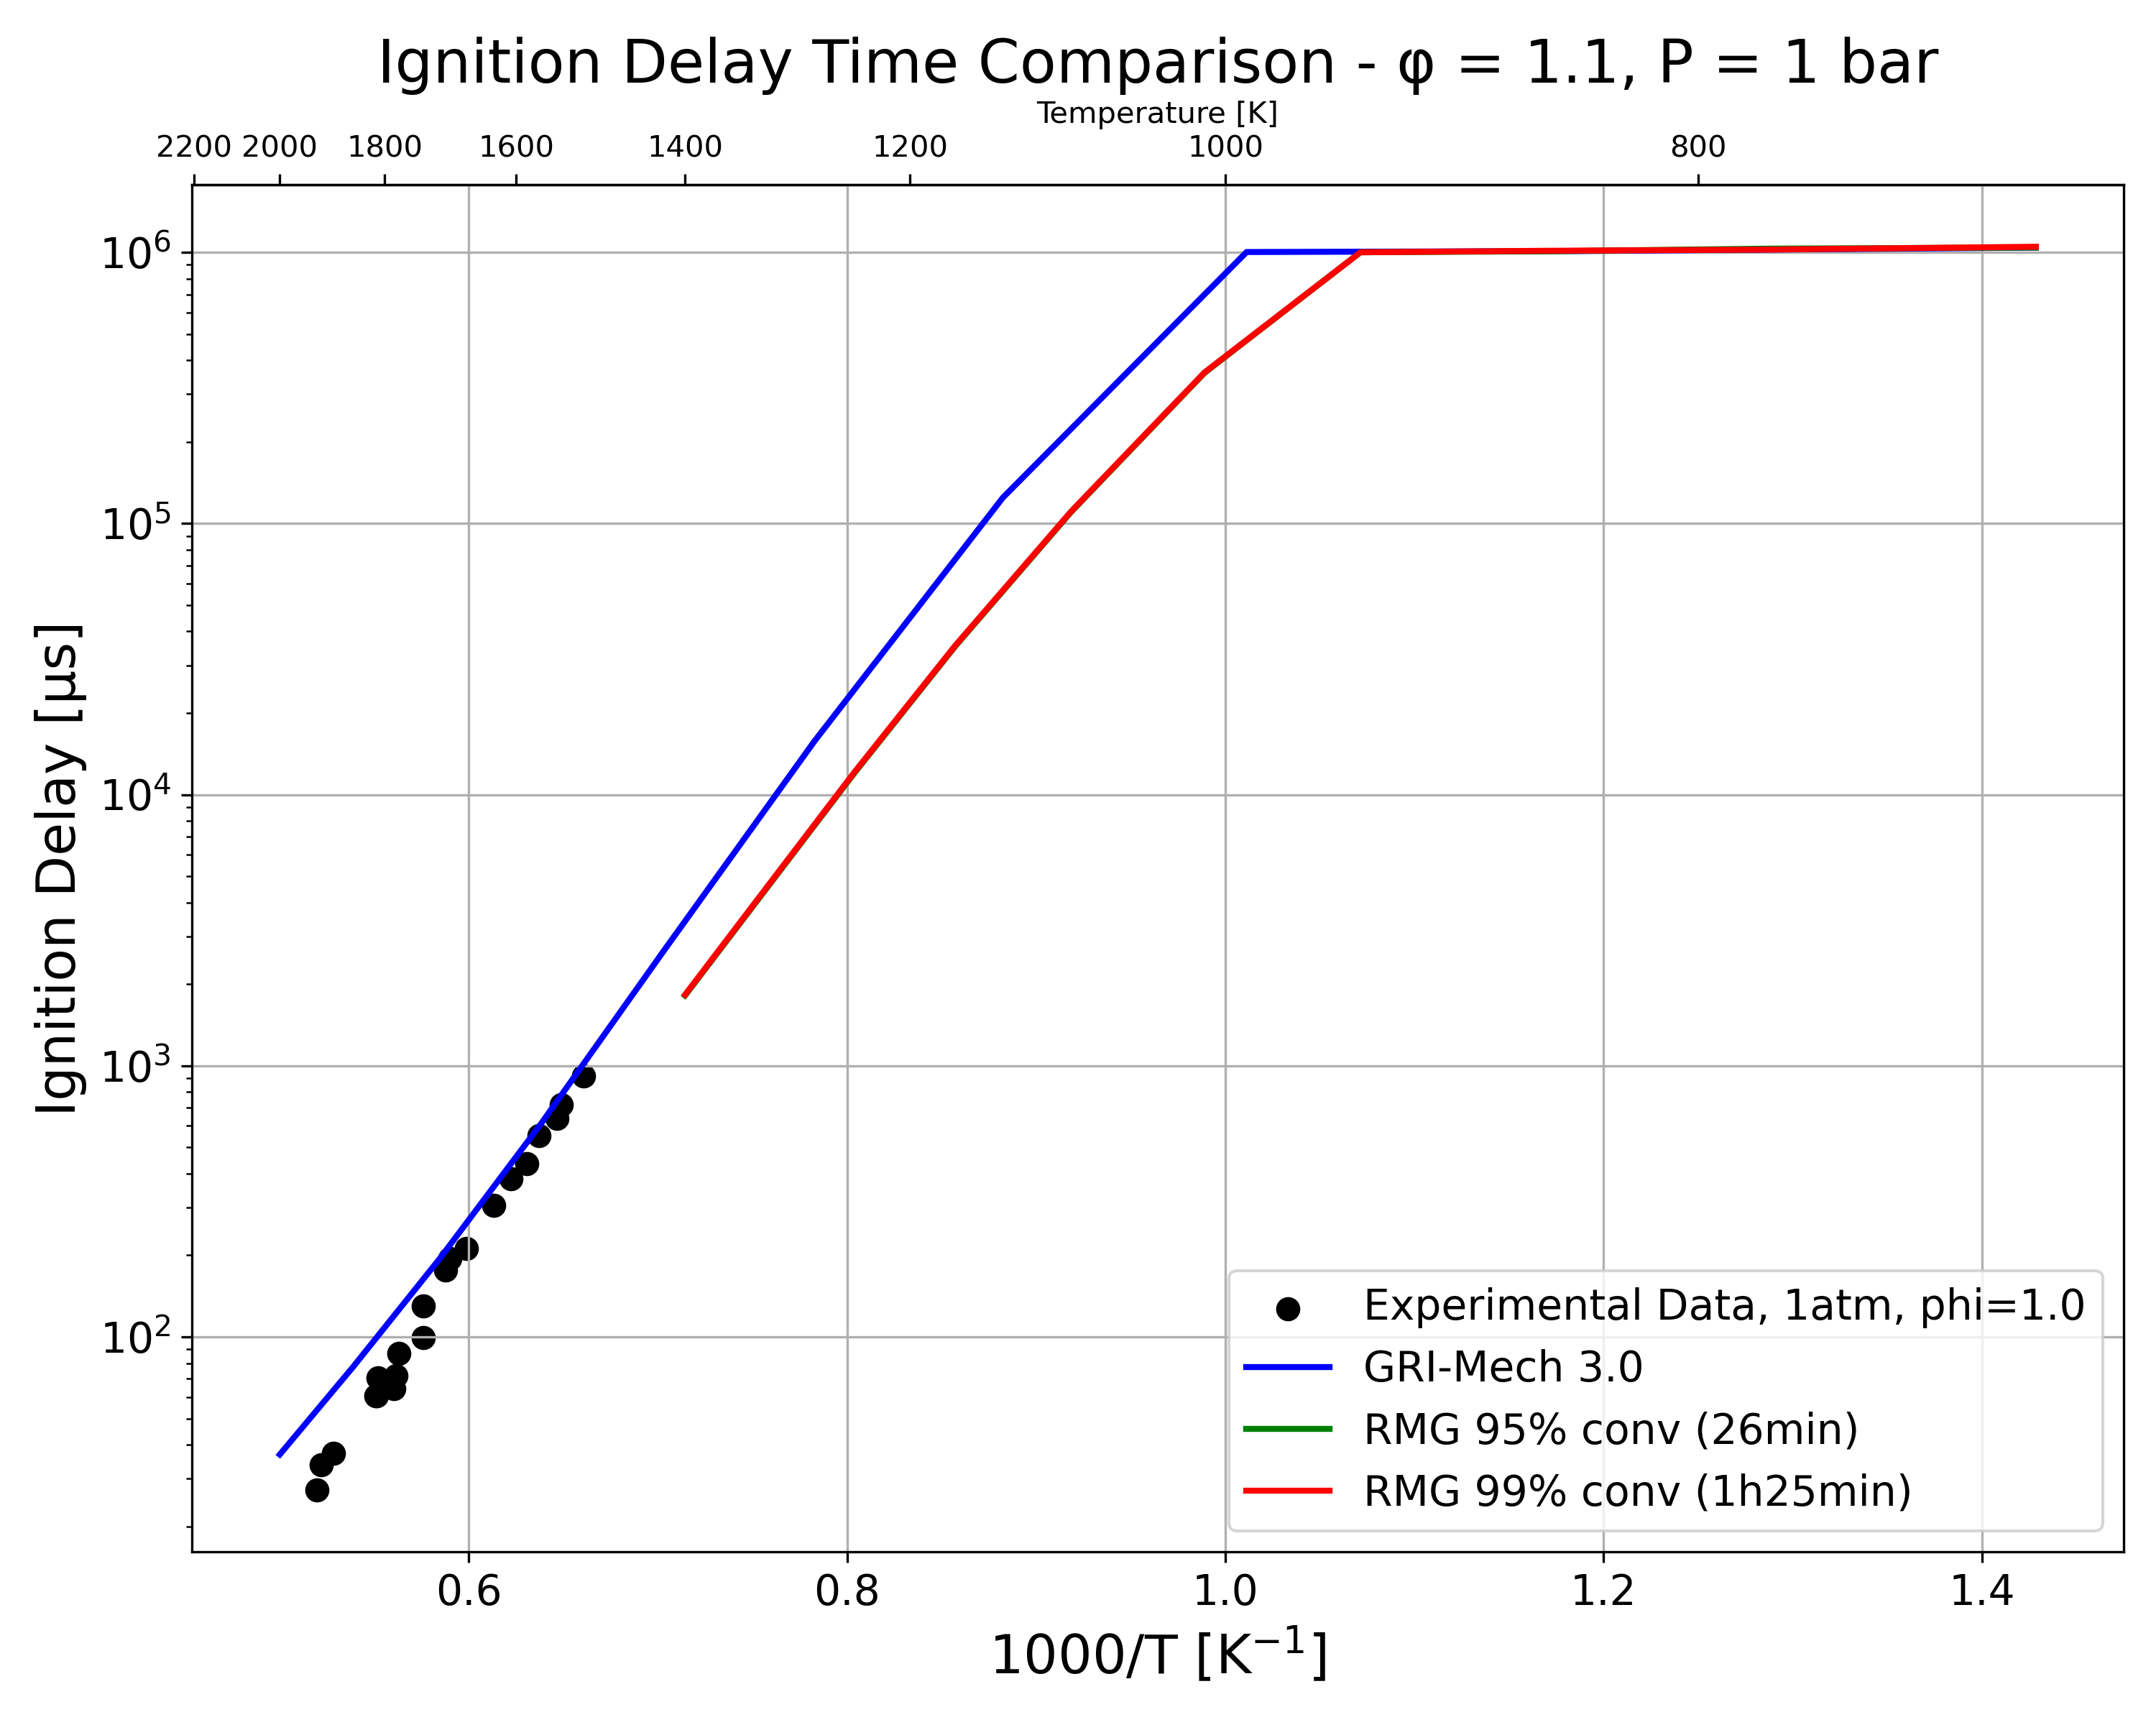 Ignition Delay Time Comparison - φ = 1.1, P = 1 bar
Temperature [K]
2200 2000 1800 1600 1400 1200 1000 800
10⁶
10⁵
10⁴
10³
10²
Ignition Delay [µs]
Experimental Data, 1atm, phi=1.0
GRI-Mech 3.0
RMG 95% conv (26min)
RMG 99% conv (1h25min)
0.6 0.8 1.0 1.2 1.4
1000/T [K⁻¹]